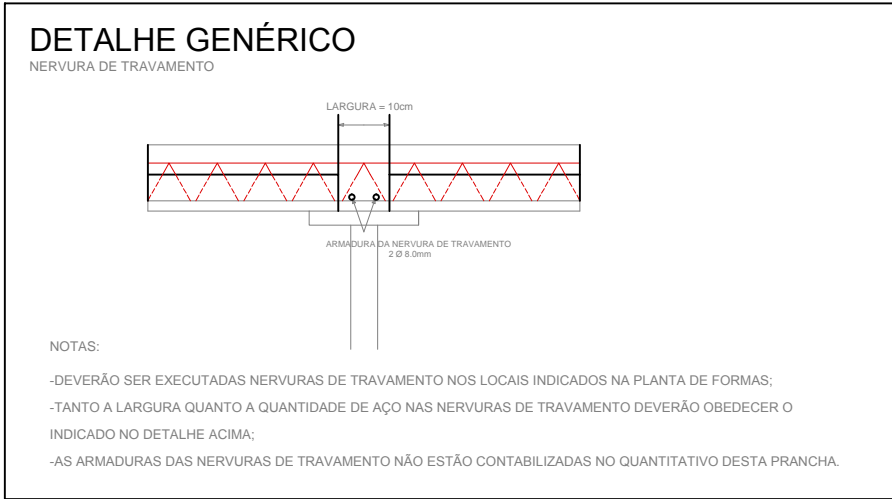 DETALHE GENÉRICO
NERVURA DE TRAVAMENTO
LARGURA = 10cm
ARMADURA DA NERVURA DE TRAVAMENTO
2 Ø 8.0mm
NOTAS:
-DEVERÃO SER EXECUTADAS NERVURAS DE TRAVAMENTO NOS LOCAIS INDICADOS NA PLANTA DE FORMAS;
-TANTO A LARGURA QUANTO A QUANTIDADE DE AÇO NAS NERVURAS DE TRAVAMENTO DEVERÃO OBEDECER O
INDICADO NO DETALHE ACIMA;
-AS ARMADURAS DAS NERVURAS DE TRAVAMENTO NÃO ESTÃO CONTABILIZADAS NO QUANTITATIVO DESTA PRANCHA.